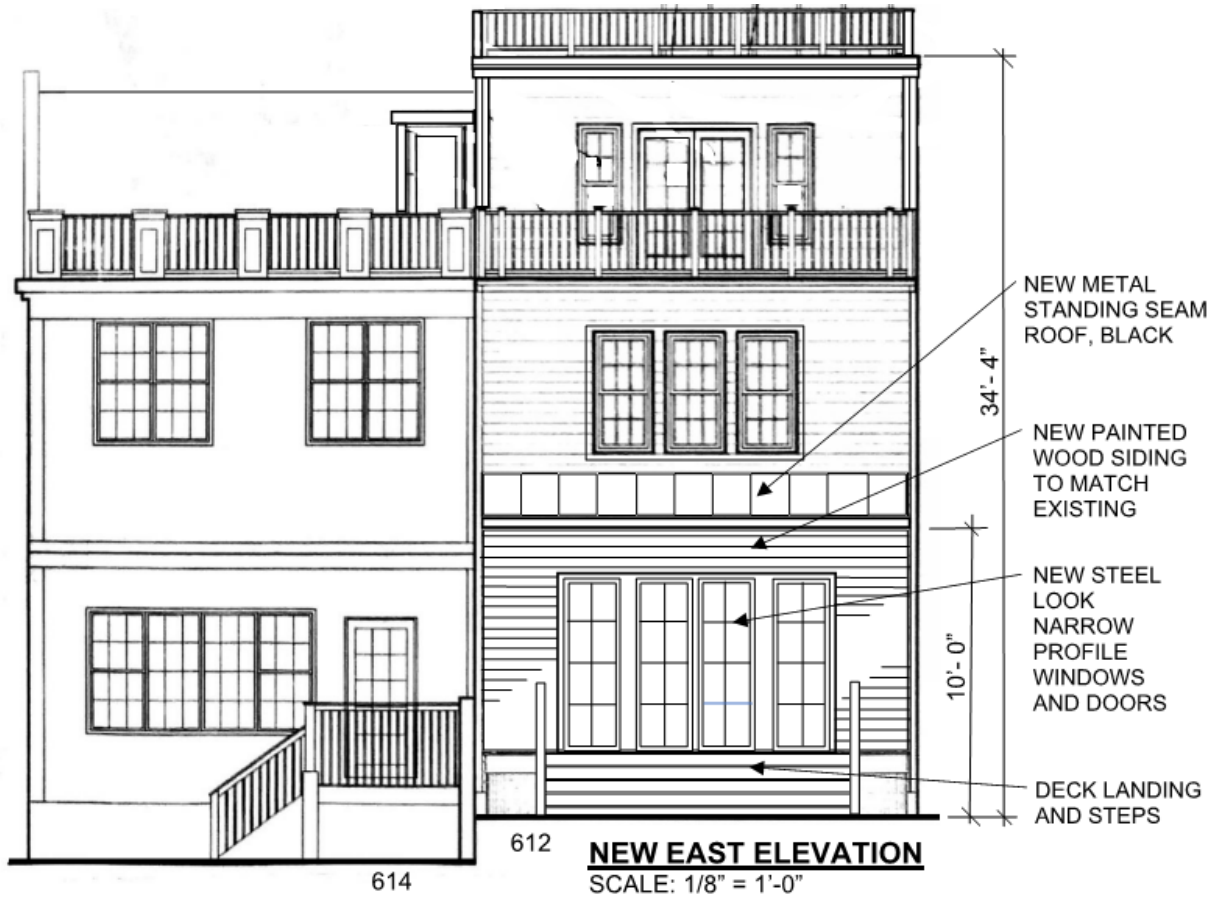 NEW METAL
STANDING SEAM
ROOF, BLACK
34'- 4"
NEW PAINTED
WOOD SIDING
TO MATCH
EXISTING
NEW STEEL
LOOK
NARROW
PROFILE
WINDOWS
AND DOORS
10'- 0"
DECK LANDING
AND STEPS
612
614
NEW EAST ELEVATION
SCALE: 1/8" = 1'-0"